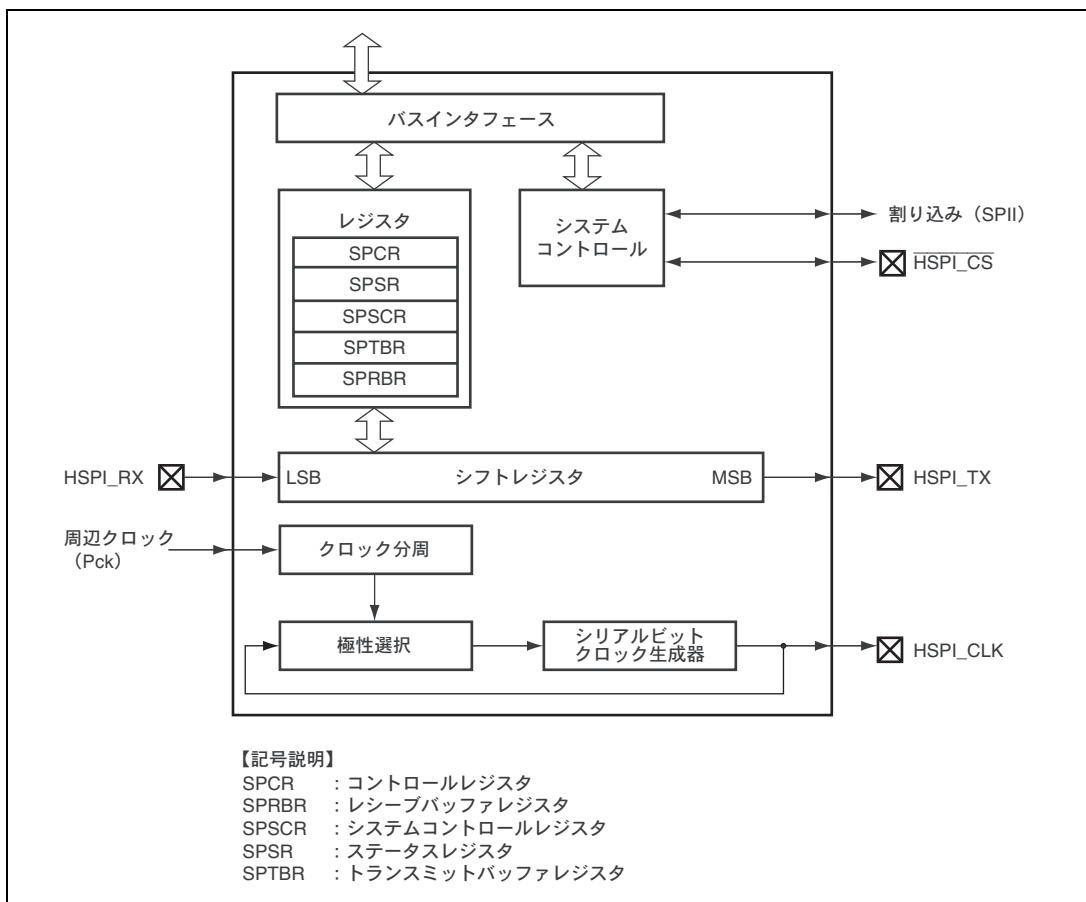 バスインタフェース
レジスタ
SPCR
SPSR
SPSCR
SPTBR
SPRBR
システム
コントロール
割り込み（SPII）
HSPI_CS
HSPI_RX
LSB
シフトレジスタ
MSB
HSPI_TX
周辺クロック
（Pck）
クロック分周
極性選択
シリアルビット
クロック生成器
HSPI_CLK
【記号説明】
SPCR ：コントロールレジスタ
SPRBR ：レシーブバッファレジスタ
SPSCR ：システムコントロールレジスタ
SPSR ：ステータスレジスタ
SPTBR ：トランスミットバッファレジスタ